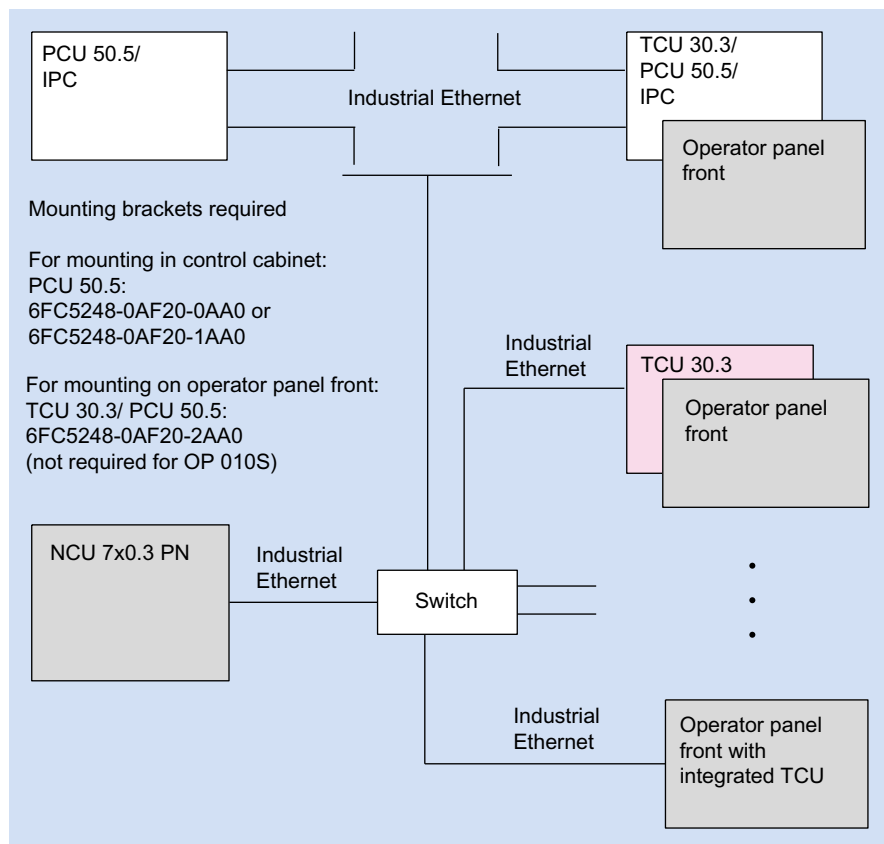 PCU 50.5/
IPC
Industrial Ethernet
TCU 30.3/
PCU 50.5/
IPC
Operator panel
front
Mounting brackets required
For mounting in control cabinet:
PCU 50.5:
6FC5248-0AF20-0AA0 or
6FC5248-0AF20-1AA0
For mounting on operator panel front:
TCU 30.3/ PCU 50.5:
6FC5248-0AF20-2AA0
(not required for OP 010S)
Industrial
Ethernet
TCU 30.3
Operator panel
front
NCU 7x0.3 PN
Industrial
Ethernet
Switch
Industrial
Ethernet
Operator panel
front with
integrated TCU